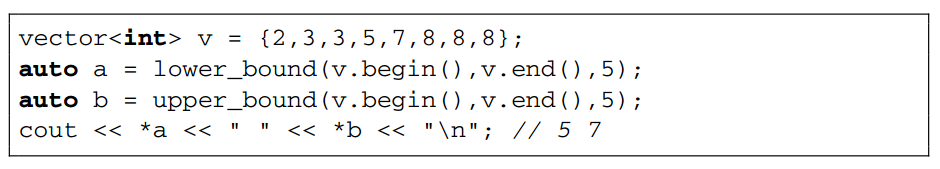 vector<int> v = {2,3,3,5,7,8,8,8};
auto a = lower_bound(v.begin(),v.end(),5);
auto b = upper_bound(v.begin(),v.end(),5);
cout << *a << " " << *b << "\n"; // 5 7